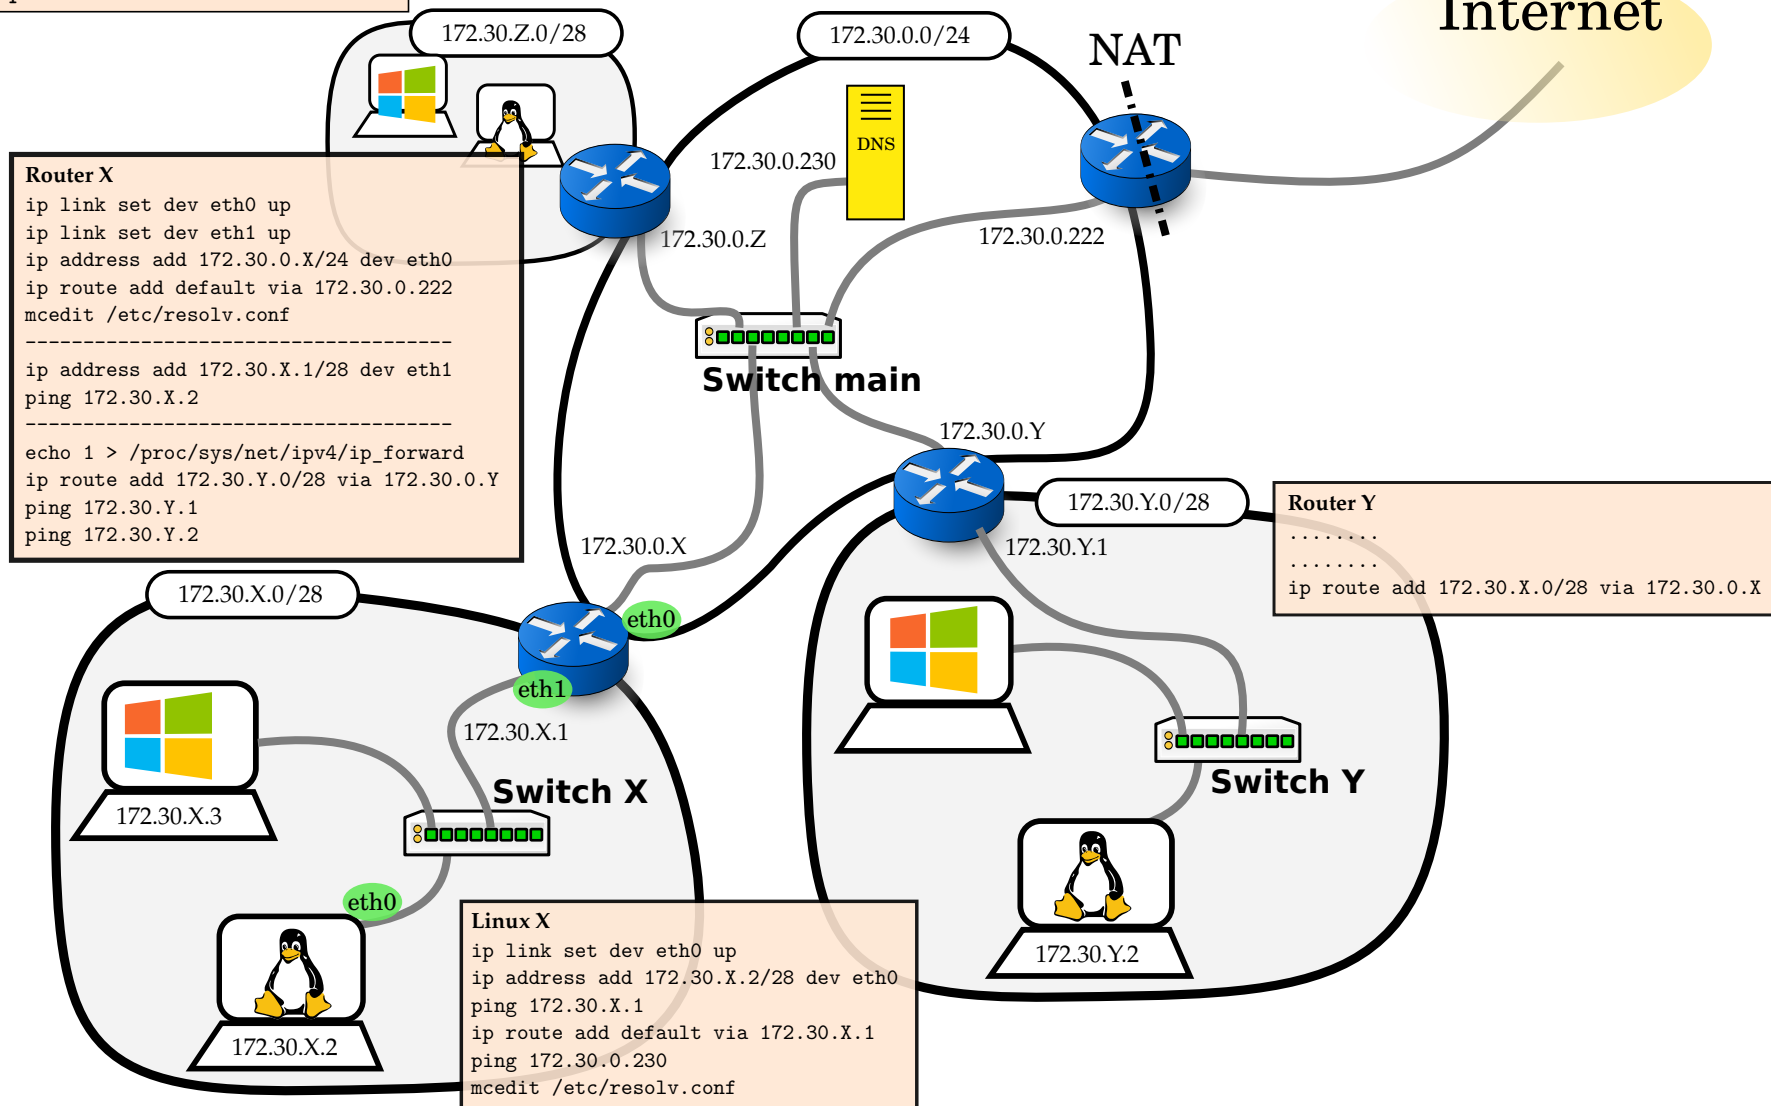 172.30.Z.0/28
172.30.0.0/24
Internet
NAT
DNS
172.30.0.230
172.30.0.Z
172.30.0.222
Router X
ip link set dev eth0 up
ip link set dev eth1 up
ip address add 172.30.0.X/24 dev eth0
ip route add default via 172.30.0.222
mcedit /etc/resolv.conf
-------------------------------------
ip address add 172.30.X.1/28 dev eth1
ping 172.30.X.2
-------------------------------------
echo 1 > /proc/sys/net/ipv4/ip_forward
ip route add 172.30.Y.0/28 via 172.30.0.Y
ping 172.30.Y.1
ping 172.30.Y.2
Switch main
172.30.0.Y
172.30.Y.0/28
172.30.Y.1
Router Y
........
........
ip route add 172.30.X.0/28 via 172.30.0.X
172.30.0.X
172.30.X.0/28
eth0
eth1
172.30.X.1
Switch X
172.30.X.3
Switch Y
eth0
172.30.X.2
172.30.Y.2
Linux X
ip link set dev eth0 up
ip address add 172.30.X.2/28 dev eth0
ping 172.30.X.1
ip route add default via 172.30.X.1
ping 172.30.0.230
mcedit /etc/resolv.conf